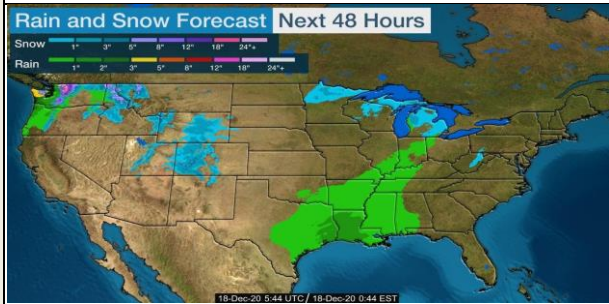 Rain and Snow Forecast Next 48 Hours
Snow
1" 3" 5" 8" 12" 18" 24"+
Rain
1" 2" 3" 5" 8" 12" 18" 24"+
18-Dec-20 5:44 UTC / 18-Dec-20 0:44 EST